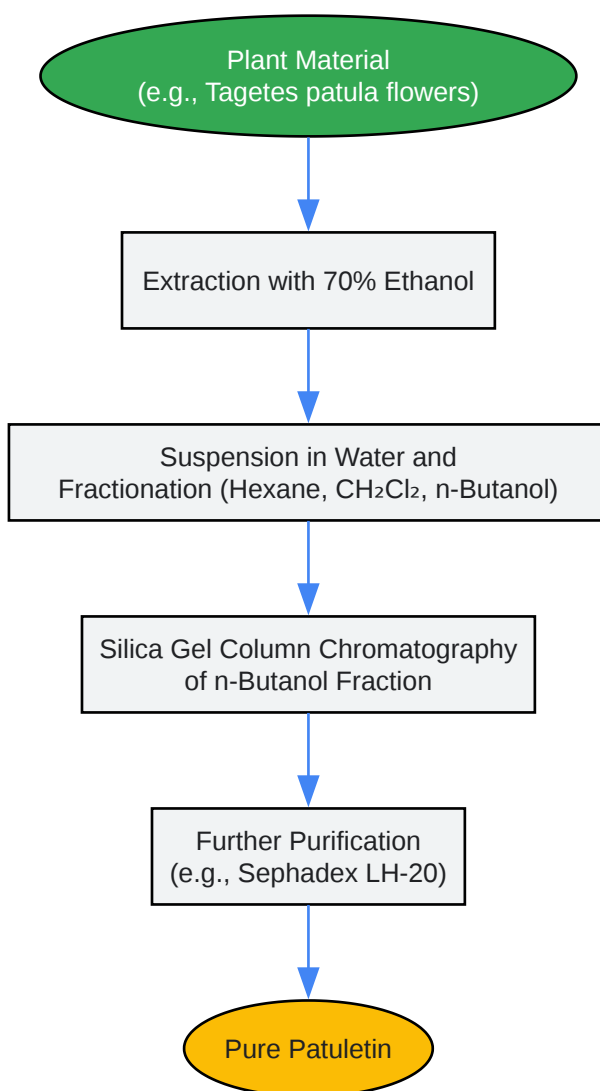 Plant Material
(e.g., Tagetes patula flowers)
Extraction with 70% Ethanol
Suspension in Water and
Fractionation (Hexane, CH₂Cl₂, n-Butanol)
Silica Gel Column Chromatography
of n-Butanol Fraction
Further Purification
(e.g., Sephadex LH-20)
Pure Patuletin